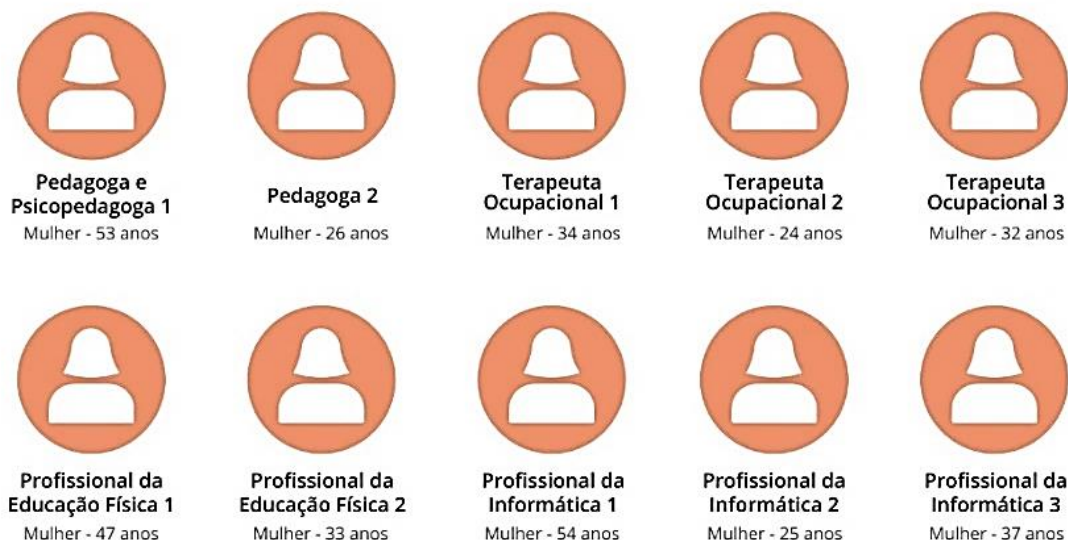 Pedagoga e
Psicopedagoga 1
Mulher - 53 anos
Pedagoga 2
Mulher - 26 anos
Terapeuta
Ocupacional 1
Mulher - 34 anos
Terapeuta
Ocupacional 2
Mulher - 24 anos
Terapeuta
Ocupacional 3
Mulher - 32 anos
Profissional da
Educação Física 1
Mulher - 47 anos
Profissional da
Educação Física 2
Mulher - 33 anos
Profissional da
Informática 1
Mulher - 54 anos
Profissional da
Informática 2
Mulher - 25 anos
Profissional da
Informática 3
Mulher - 37 anos